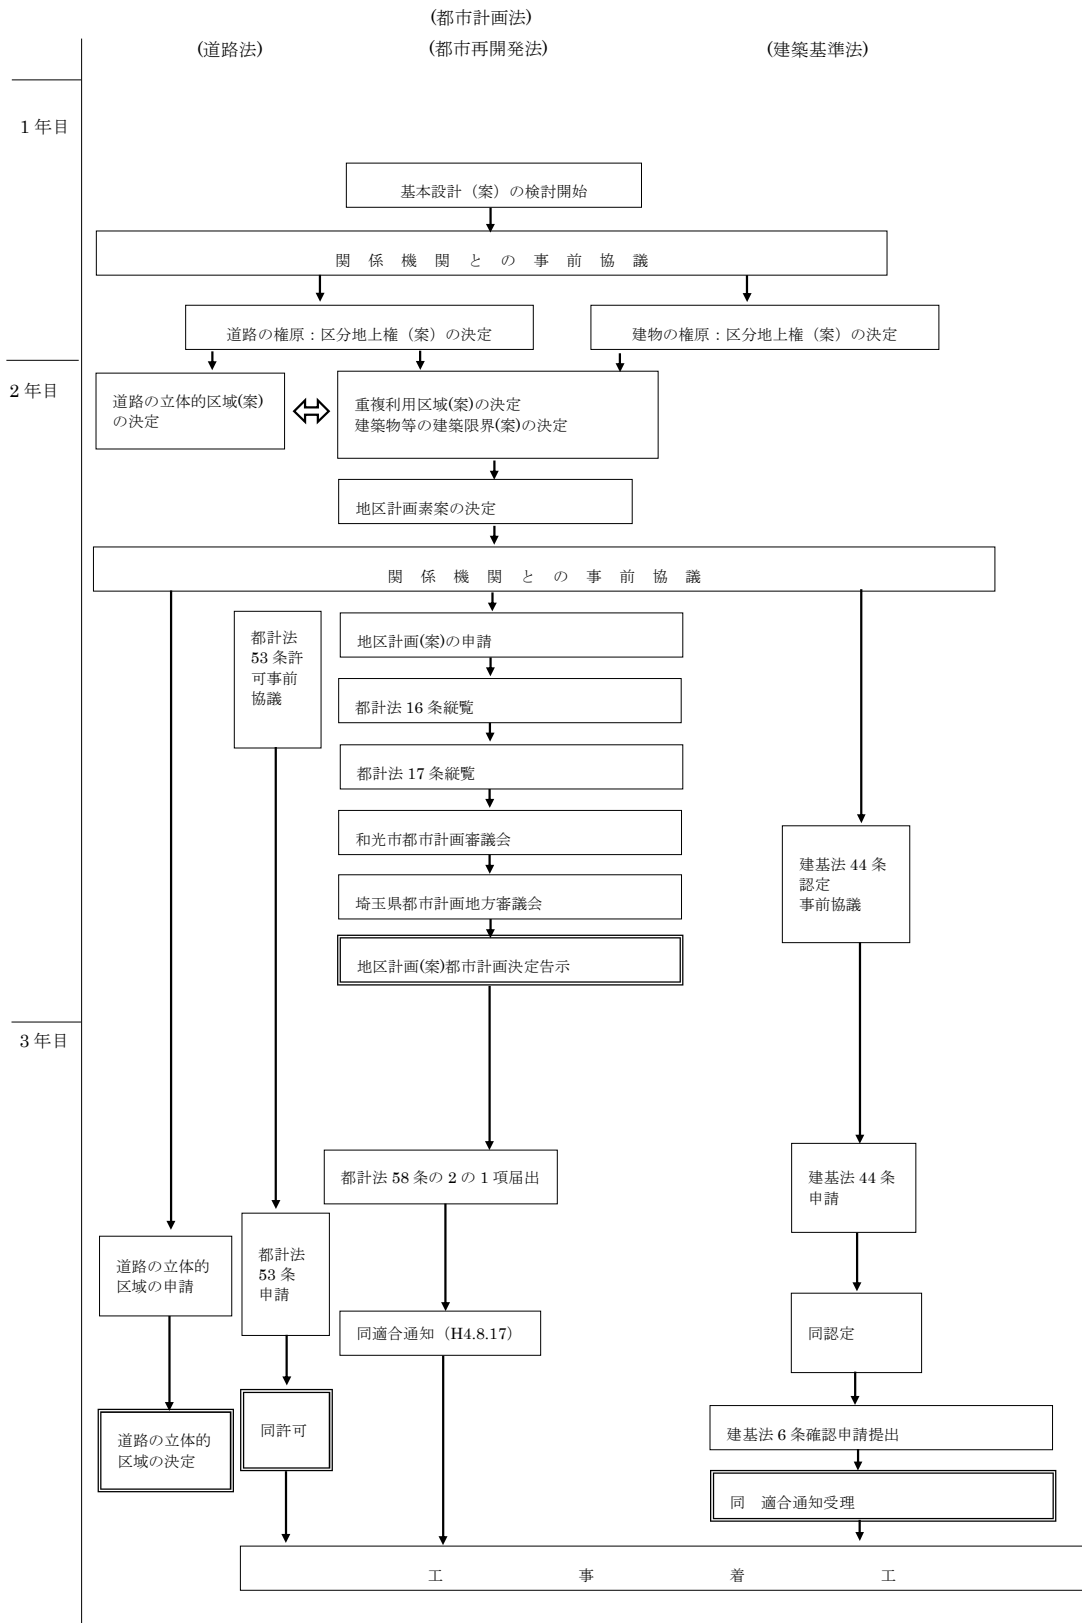 (都市計画法)
(道路法)
(都市再開発法)
(建築基準法)
1年目
基本設計（案）の検討開始
関係機関との事前協議
道路の権原：区分地上権（案）の決定
建物の権原：区分地上権（案）の決定
2年目
道路の立体的区域(案)
の決定
重複利用区域(案)の決定
建築物等の建築限界(案)の決定
地区計画素案の決定
関係機関との事前協議
都計法
53条許
可事前
協議
地区計画(案)の申請
都計法16条縦覧
都計法17条縦覧
和光市都市計画審議会
埼玉県都市計画地方審議会
地区計画(案)都市計画決定告示
建基法44条
認定
事前協議
3年目
都計法58条の2の1項届出
建基法44条
申請
道路の立体的
区域の申請
都計法
53条
申請
同適合通知（H4.8.17）
同認定
道路の立体的
区域の決定
同許可
建基法6条確認申請提出
同　適合通知受理
工事着工